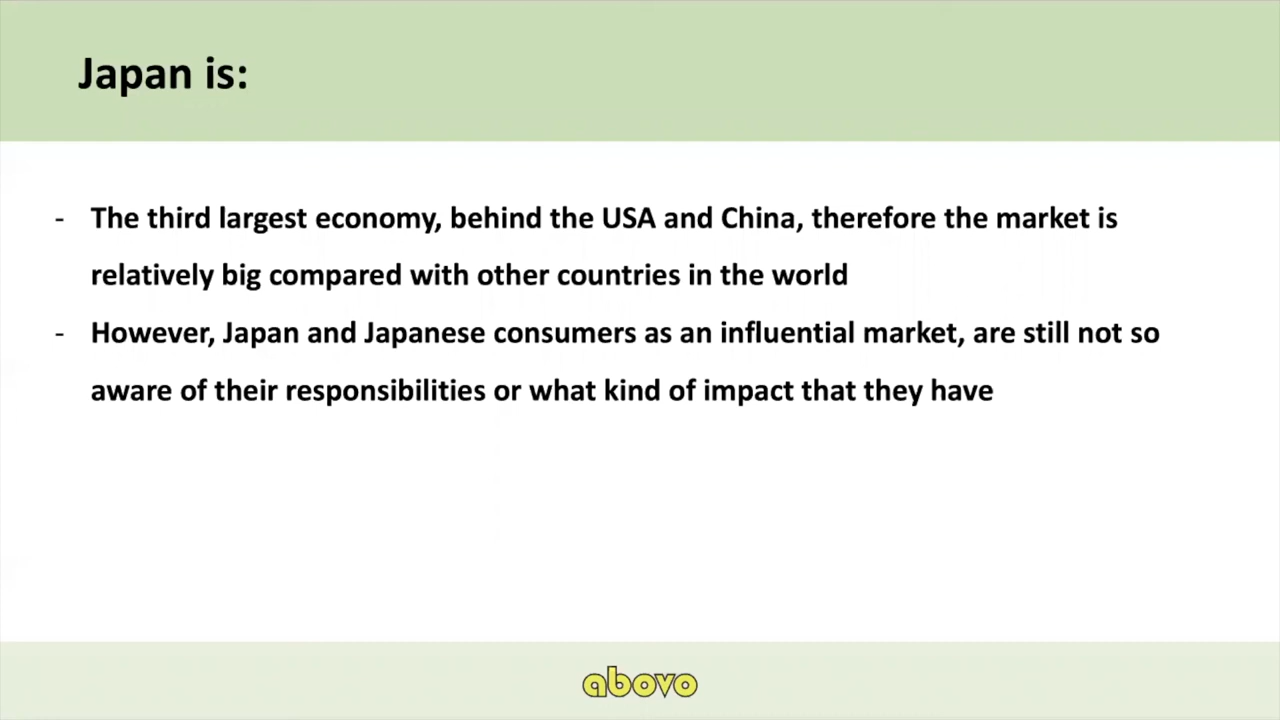 Japan is:
- The third largest economy, behind the USA and China, therefore the market is
relatively big compared with other countries in the world
- However, Japan and Japanese consumers as an influential market, are still not so
aware of their responsibilities or what kind of impact that they have
abovo